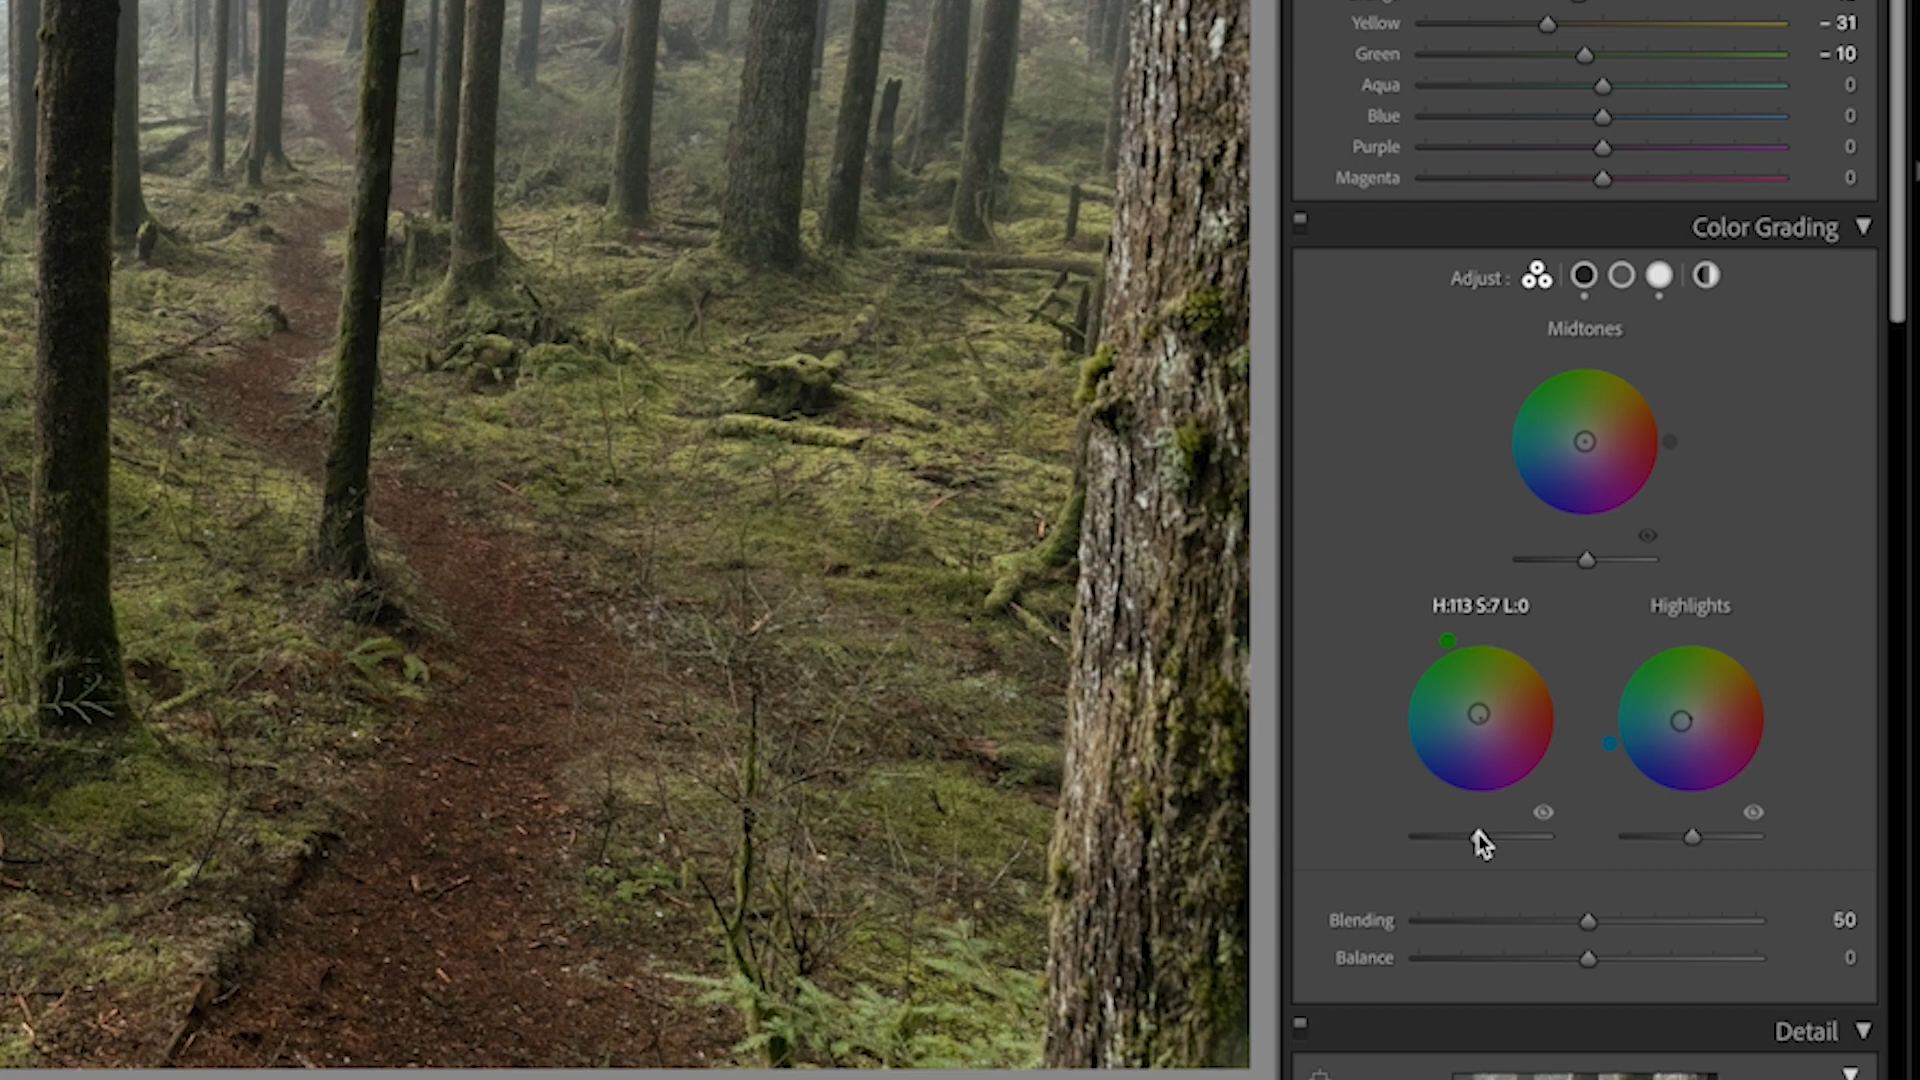 Yellow -31
Green -10
Aqua 0
Blue 0
Purple 0
Magenta 0
Color Grading
Adjust :
Midtones
H:113 S:7 L:0 Highlights
Blending 50
Balance 0
Detail